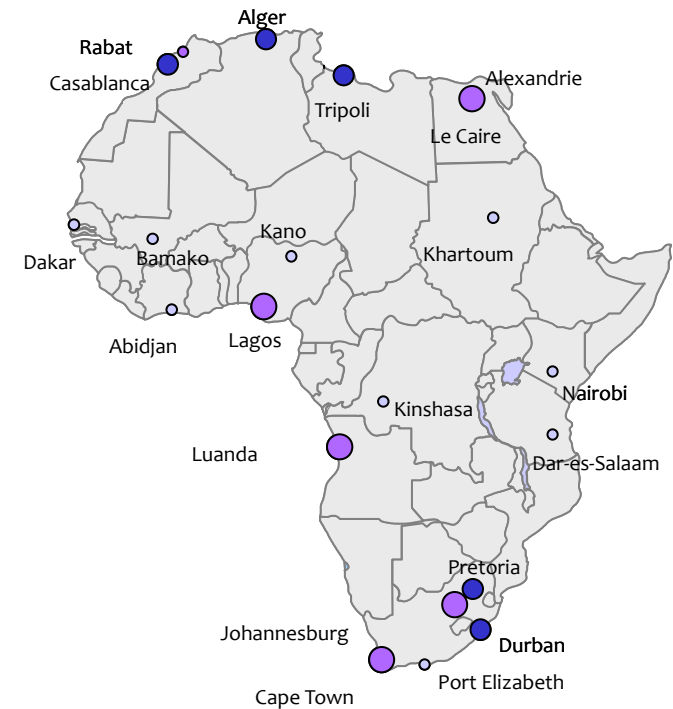 Alger
Rabat
Casablanca
Alexandrie
Tripoli
Le Caire
Kano
Dakar
Bamako
Khartoum
Abidjan
Lagos
Nairobi
Kinshasa
Luanda
Dar-es-Salaam
Pretoria
Johannesburg
Durban
Port Elizabeth
Cape Town